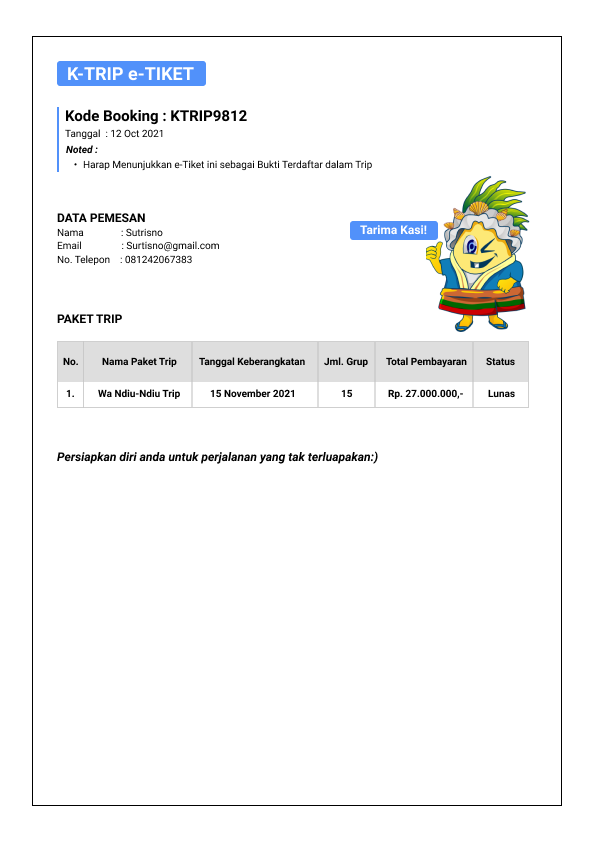 K-TRIP e-TIKET
Kode Booking : KTRIP9812
Tanggal : 12 Oct 2021
Noted :
• Harap Menunjukkan e-Tiket ini sebagai Bukti Terdaftar dalam Trip
DATA PEMESAN
Nama : Sutrisno
Email : Surtisno@gmail.com
No. Telepon : 081242067383
Tarima Kasi!
PAKET TRIP
No. Nama Paket Trip Tanggal Keberangkatan Jml. Grup Total Pembayaran Status
1. Wa Ndiu-Ndiu Trip 15 November 2021 15 Rp. 27.000.000,- Lunas
Persiapkan diri anda untuk perjalanan yang tak terluapakan:)